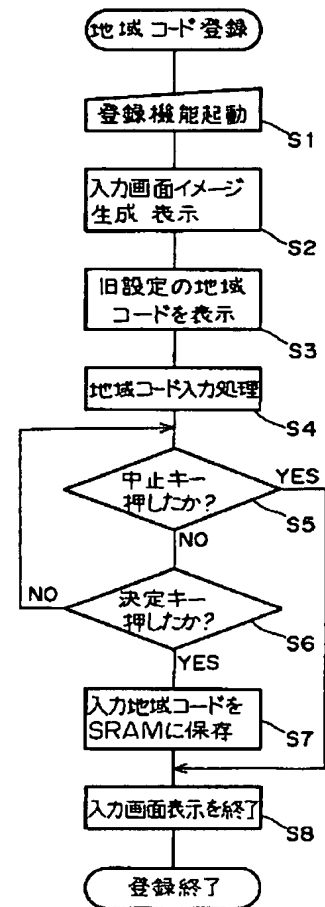 地域コード登録
登録機能起動
S1
入力画面イメージ
生成 表示
S2
旧設定の地域
コードを表示
S3
地域コード入力処理
S4
中止キー
押したか?
YES
S5
NO
決定キー
押したか?
NO
S6
YES
入力地域コードを
SRAMに保存
S7
入力画面表示を終了
S8
登録終了